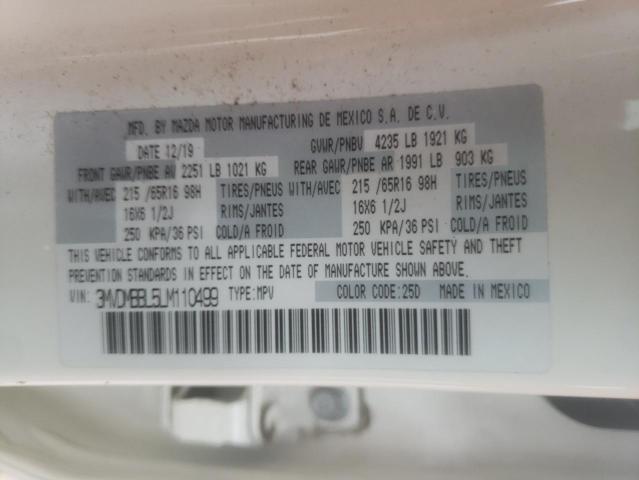 MFD. BY MAZDA MOTOR MANUFACTURING DE MEXICO S.A. DE C.V.
DATE 12/19 GVWR/PNBV 4235 LB 1921 KG
FRONT GAWR/PNBE AV 2251 LB 1021 KG REAR GAWR/PNBE AR 1991 LB 903 KG
WITH/AVEC 215 /65R16 98H TIRES/PNEUS WITH/AVEC 215 /65R16 98H TIRES/PNEUS
16X6 1/2J RIMS/JANTES 16X6 1/2J RIMS/JANTES
250 KPA/36 PSI COLD/A FROID 250 KPA/36 PSI COLD/A FROID
THIS VEHICLE CONFORMS TO ALL APPLICABLE FEDERAL MOTOR VEHICLE SAFETY AND THEFT
PREVENTION STANDARDS IN EFFECT ON THE DATE OF MANUFACTURE SHOWN ABOVE.
VIN: 3MVDMBBL5LM110499 TYPE:MPV COLOR CODE:25D MADE IN MEXICO